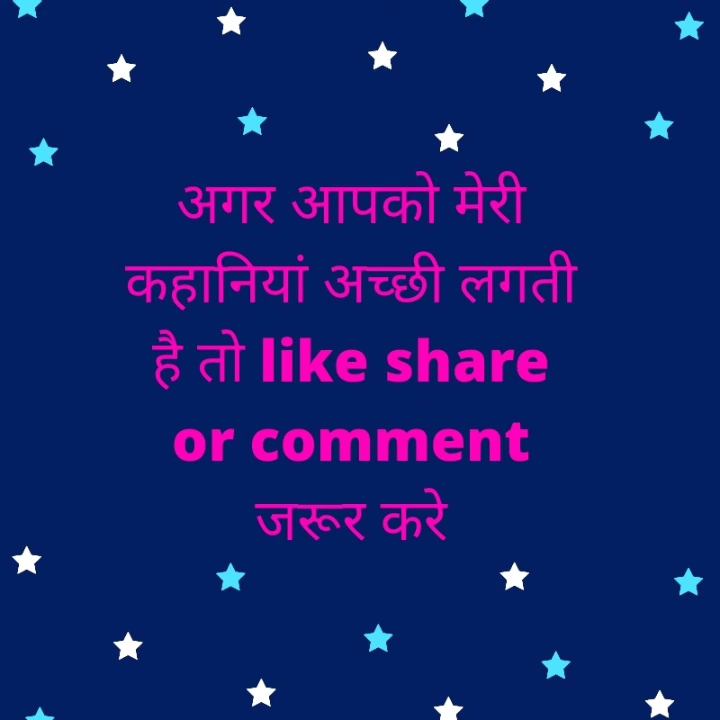 अगर आपको मेरी
कहानियां अच्छी लगती
है तो like share
or comment
जरूर करे